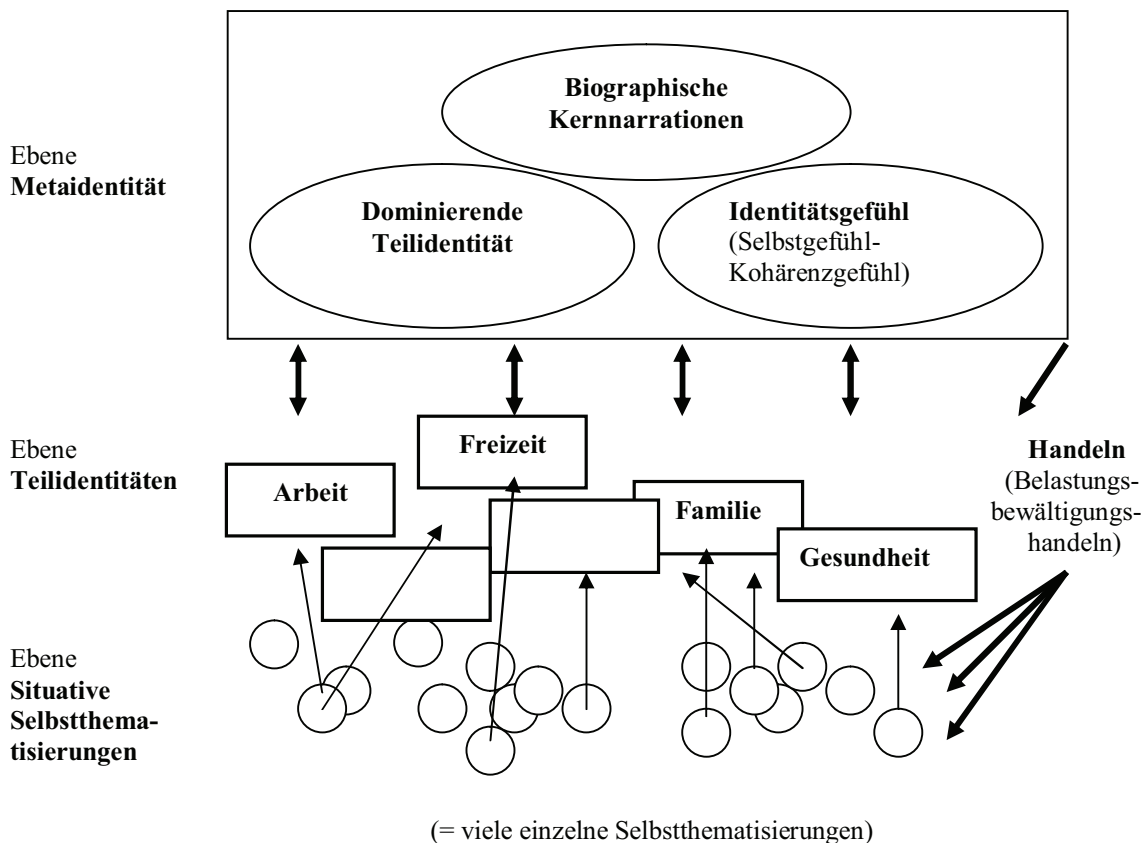 Biographische
Kernnarrationen
Ebene
Metaidentität
Dominierende
Teilidentität
Identitätsgefühl
(Selbstgefühl-
Kohärenzgefühl)
Ebene
Teilidentitäten
Arbeit
Freizeit
Familie
Gesundheit
Handeln
(Belastungs-
bewältigungs-
handeln)
Ebene
Situative
Selbstthema-
tisierungen
(= viele einzelne Selbstthematisierungen)